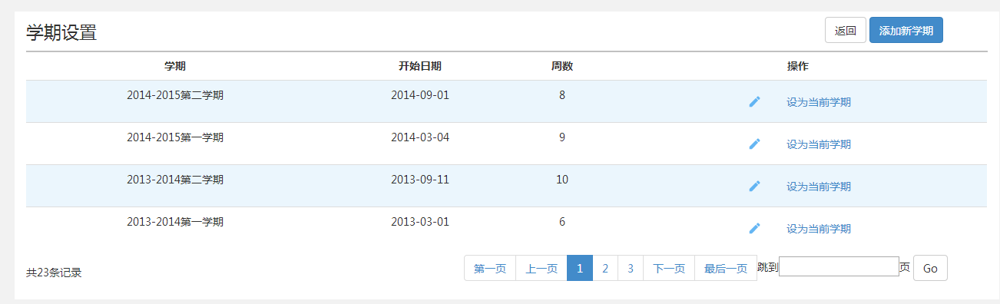 学期设置 返回 添加新学期
学期 开始日期 周数 操作
2014-2015第二学期 2014-09-01 8 设为当前学期
2014-2015第一学期 2014-03-04 9 设为当前学期
2013-2014第二学期 2013-09-11 10 设为当前学期
2013-2014第一学期 2013-03-01 6 设为当前学期
共23条记录 第一页 上一页 1 2 3 下一页 最后一页 跳到 页 Go